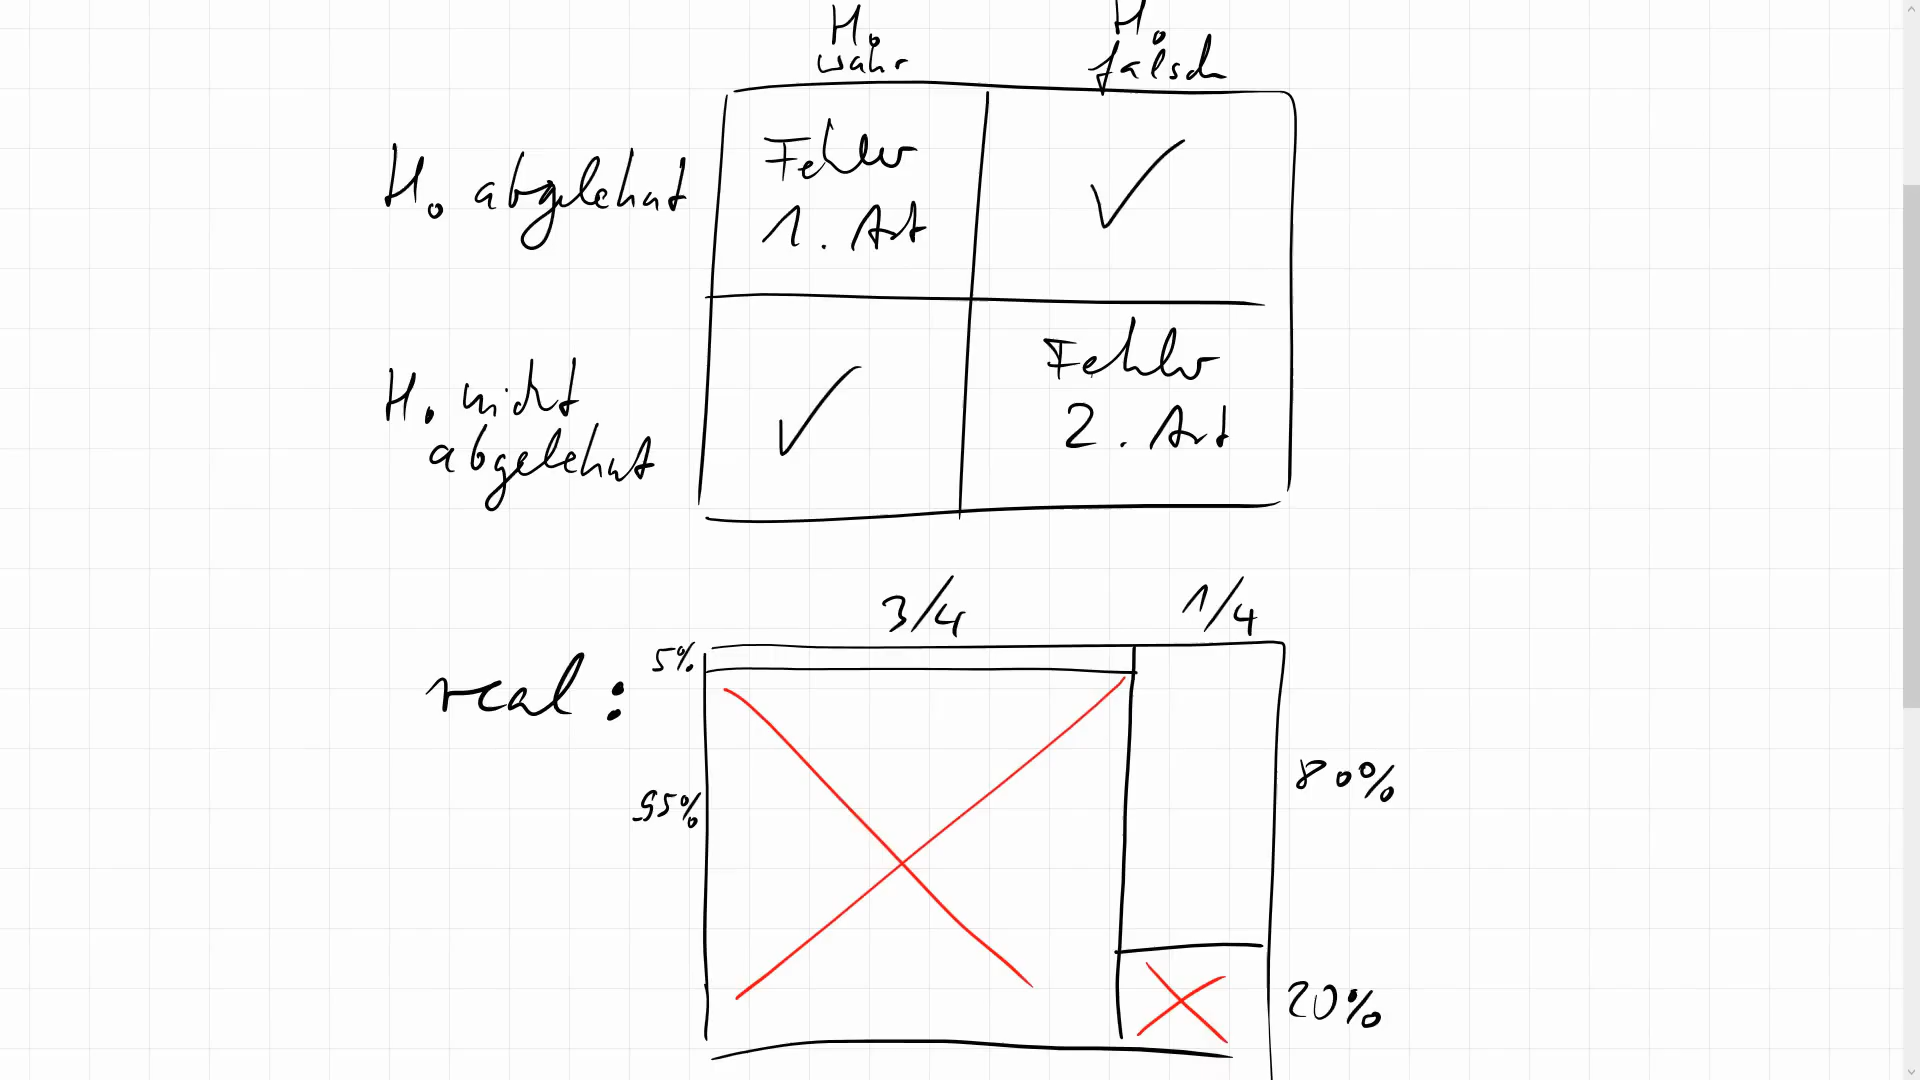 H₀ wahr
H₀ falsch
H₀ abgelehnt
Fehler
1. Art
✓
H₀ nicht
abgelehnt
✓
Fehler
2. Art
3/4
1/4
real:
5%
95%
80%
20%